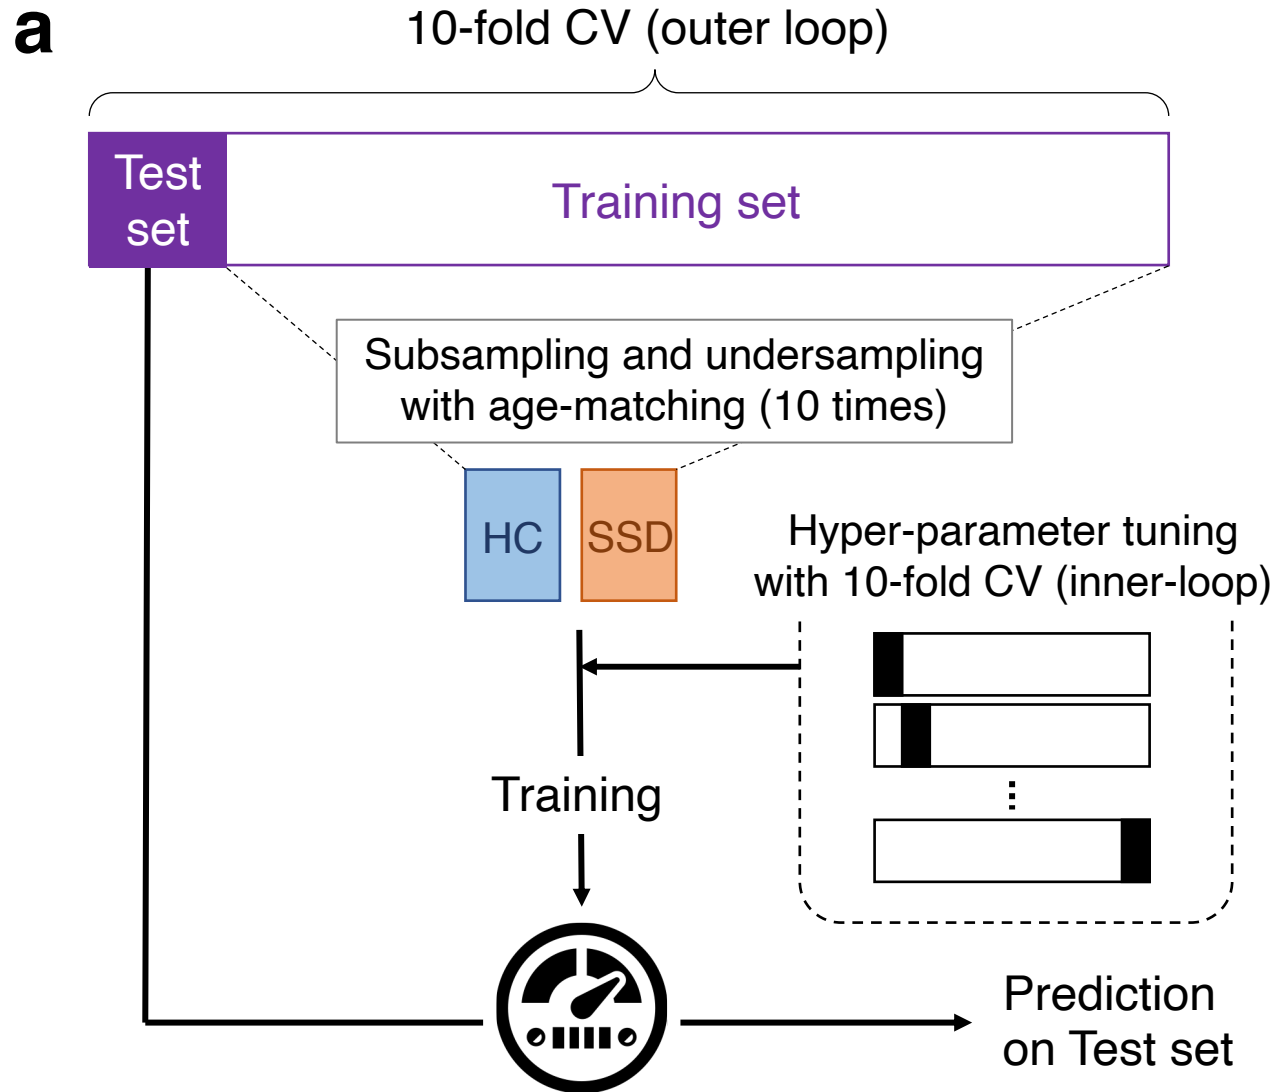 a
10-fold CV (outer loop)
Test
set
Training set
Subsampling and undersampling
with age-matching (10 times)
HC
SSD
Hyper-parameter tuning
with 10-fold CV (inner-loop)
Training
Prediction
on Test set